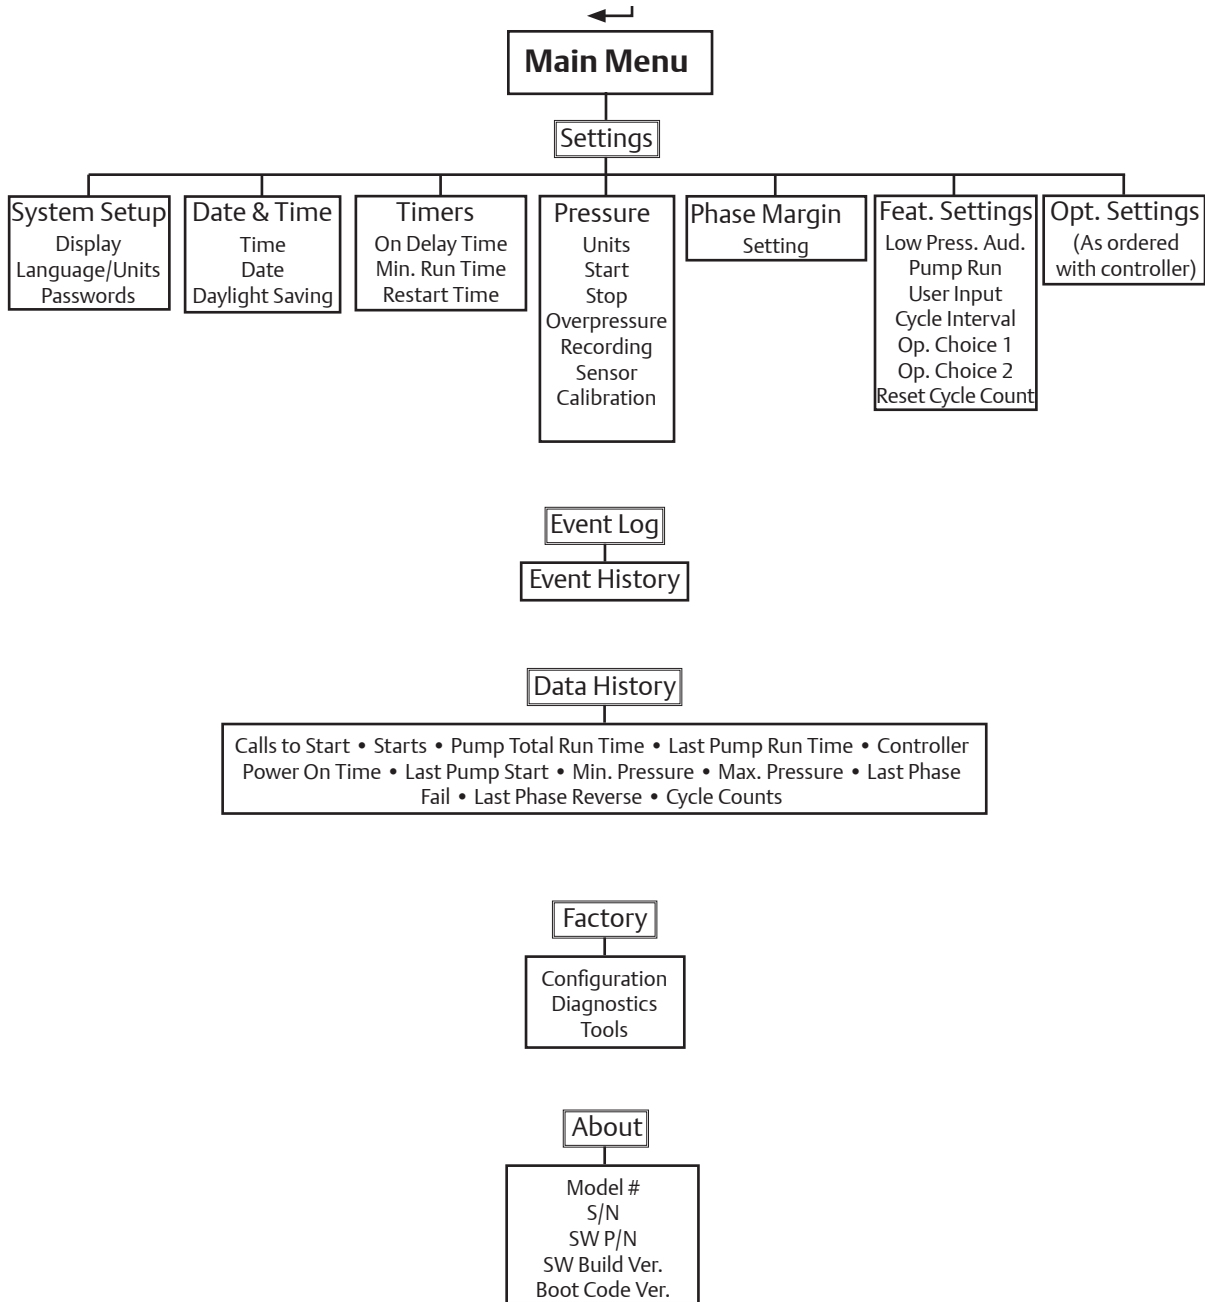 Main Menu
Settings
System Setup
Display
Language/Units
Passwords
Date & Time
Time
Date
Daylight Saving
Timers
On Delay Time
Min. Run Time
Restart Time
Pressure
Units
Start
Stop
Overpressure
Recording
Sensor
Calibration
Phase Margin
Setting
Feat. Settings
Low Press. Aud.
Pump Run
User Input
Cycle Interval
Op. Choice 1
Op. Choice 2
Reset Cycle Count
Opt. Settings
(As ordered
with controller)
Event Log
Event History
Data History
Calls to Start • Starts • Pump Total Run Time • Last Pump Run Time • Controller
Power On Time • Last Pump Start • Min. Pressure • Max. Pressure • Last Phase
Fail • Last Phase Reverse • Cycle Counts
Factory
Configuration
Diagnostics
Tools
About
Model #
S/N
SW P/N
SW Build Ver.
Boot Code Ver.